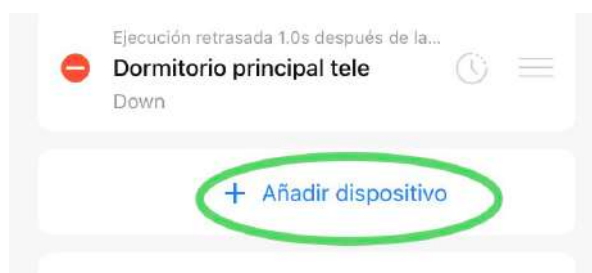 Ejecución retrasada 1.0s después de la...
Dormitorio principal tele
Down
+ Añadir dispositivo